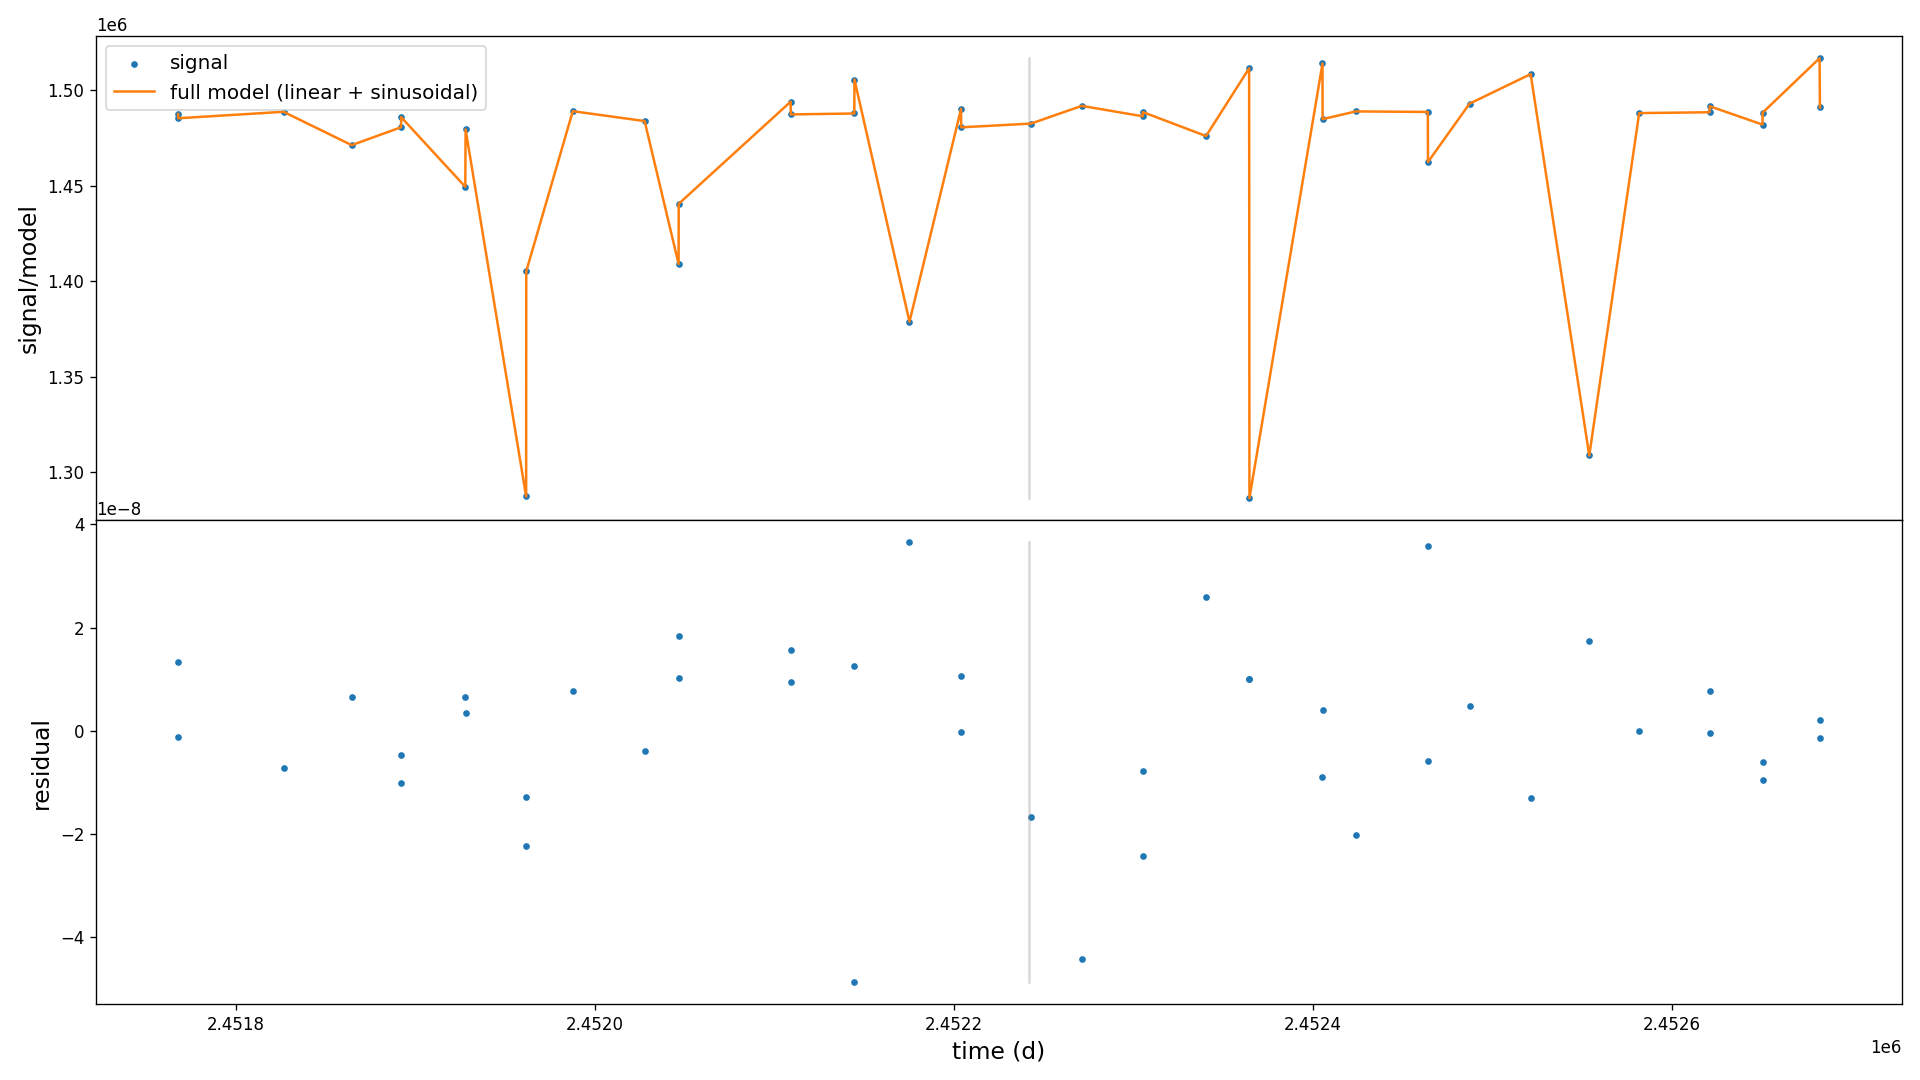 1e6
signal
full model (linear + sinusoidal)
1.50
1.45
1.40
1.35
1.30
signal/model
1e−8
4
2
0
−2
−4
residual
2.4518
2.4520
2.4522
2.4524
2.4526
time (d)
1e6